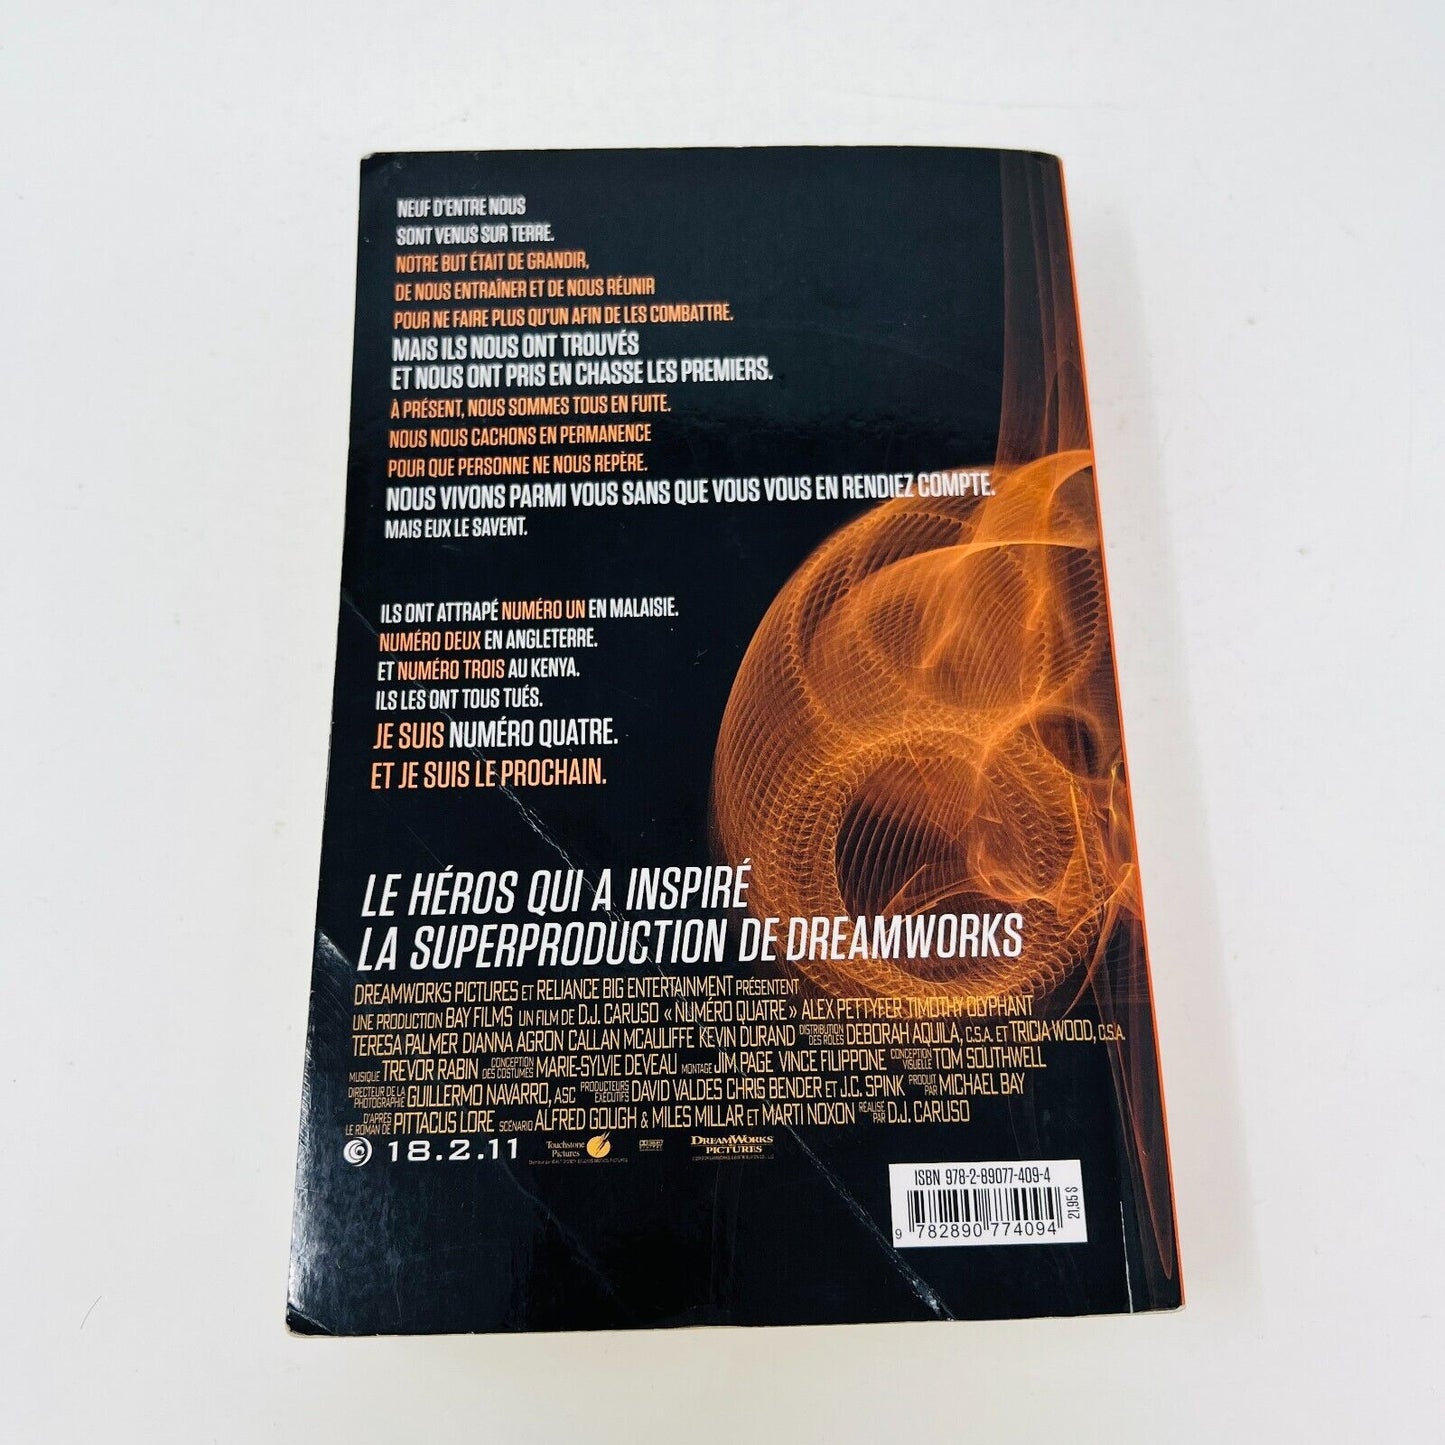 NEUF D'ENTRE NOUS
SONT VENUS SUR TERRE.
NOTRE BUT ÉTAIT DE GRANDIR,
DE NOUS ENTRAÎNER ET DE NOUS RÉUNIR
POUR NE FAIRE PLUS QU'UN AFIN DE LES COMBATTRE.
MAIS ILS NOUS ONT TROUVÉS
ET NOUS ONT PRIS EN CHASSE LES PREMIERS.
À PRÉSENT, NOUS SOMMES TOUS EN FUITE.
NOUS NOUS CACHONS EN PERMANENCE
POUR QUE PERSONNE NE NOUS REPÈRE.
NOUS VIVONS PARMI VOUS SANS QUE VOUS VOUS EN RENDIEZ COMPTE.
MAIS EUX LE SAVENT.
ILS ONT ATTRAPÉ NUMÉRO UN EN MALAISIE.
NUMÉRO DEUX EN ANGLETERRE.
ET NUMÉRO TROIS AU KENYA.
ILS LES ONT TOUS TUÉS.
JE SUIS NUMÉRO QUATRE.
ET JE SUIS LE PROCHAIN.
LE HÉROS QUI A INSPIRÉ
LA SUPERPRODUCTION DE DREAMWORKS
DREAMWORKS PICTURES ET RELIANCE BIG ENTERTAINMENT PRÉSENTENT
UNE PRODUCTION BAY FILMS UN FILM DE D.J. CARUSO « NUMÉRO QUATRE » ALEX PETTYFER TIMOTHY OLYPHANT
TERESA PALMER DIANNA AGRON CALLAN MCAULIFFE KEVIN DURAND DISTRIBUTION DES RÔLES DEBORAH AQUILA, C.S.A. ET TRICIA WOOD, C.S.A.
MUSIQUE TREVOR RABIN CONCEPTION DES COSTUMES MARIE-SYLVIE DEVEAU MONTAGE JIM PAGE VINCE FILIPPONE CONCEPTION VISUELLE TOM SOUTHWELL
DIRECTEUR DE LA PHOTOGRAPHIE GUILLERMO NAVARRO, ASC PRODUCTEURS EXÉCUTIFS DAVID VALDES CHRIS BENDER ET J.C. SPINK PRODUIT PAR MICHAEL BAY
D'APRÈS LE ROMAN DE PITTACUS LORE SCÉNARIO ALFRED GOUGH & MILES MILLAR ET MARTI NOXON RÉALISÉ PAR D.J. CARUSO
18.2.11 Touchstone Pictures DREAMWORKS PICTURES
ISBN 978-2-89077-409-4
21,95 $
9 782890 774094